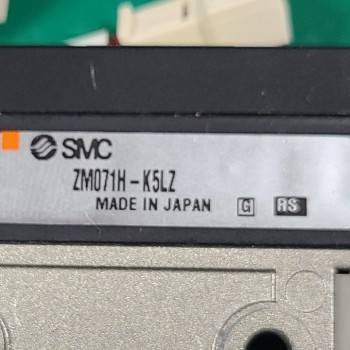 SMC
ZM071H-K5LZ
MADE IN JAPAN G RS